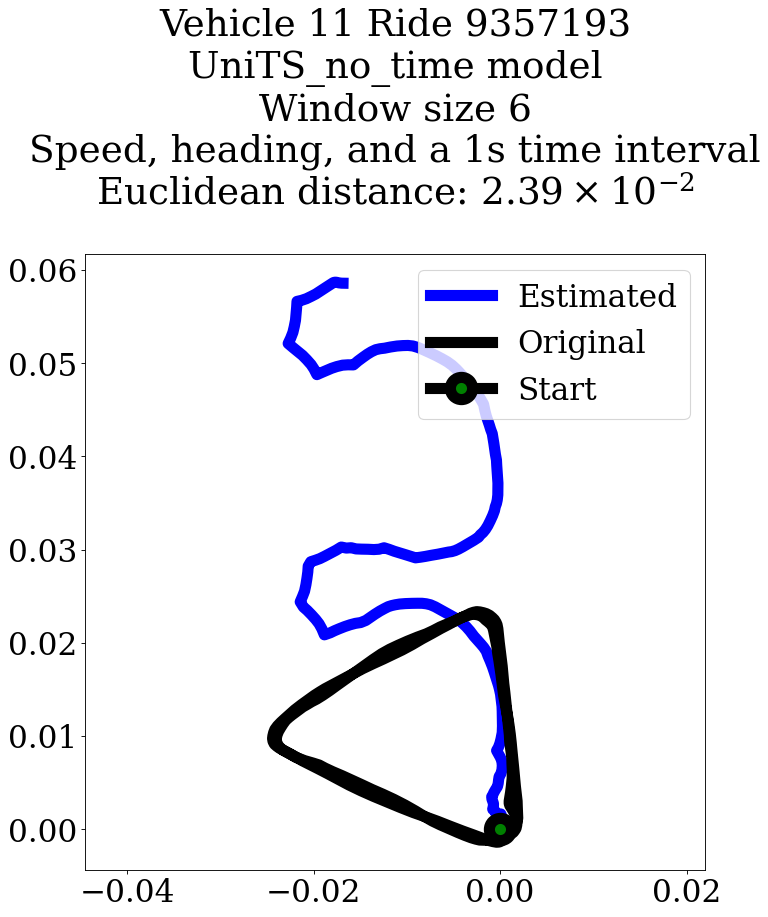 Vehicle 11 Ride 9357193
UniTS_no_time model
Window size 6
Speed, heading, and a 1s time interval
Euclidean distance: 2.39 × 10⁻²
Estimated
Original
Start
0.06
0.05
0.04
0.03
0.02
0.01
0.00
−0.04 −0.02 0.00 0.02